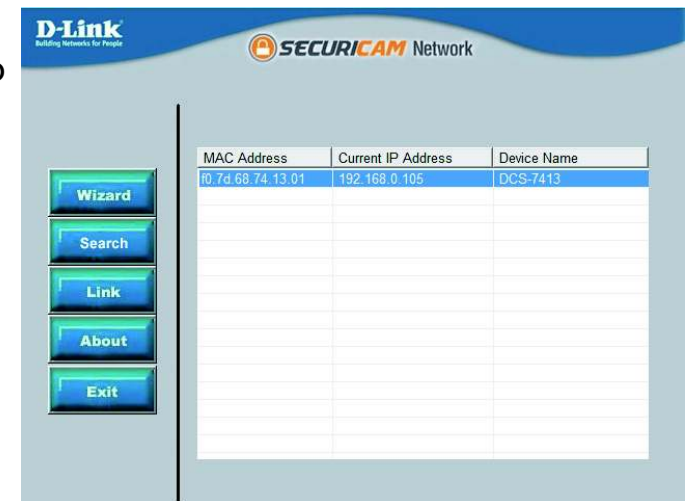 D-Link
Building Networks for People
SECURICAM Network
MAC Address Current IP Address Device Name
f0.7d.68.74.13.01 192.168.0.105 DCS-7413
Wizard
Search
Link
About
Exit